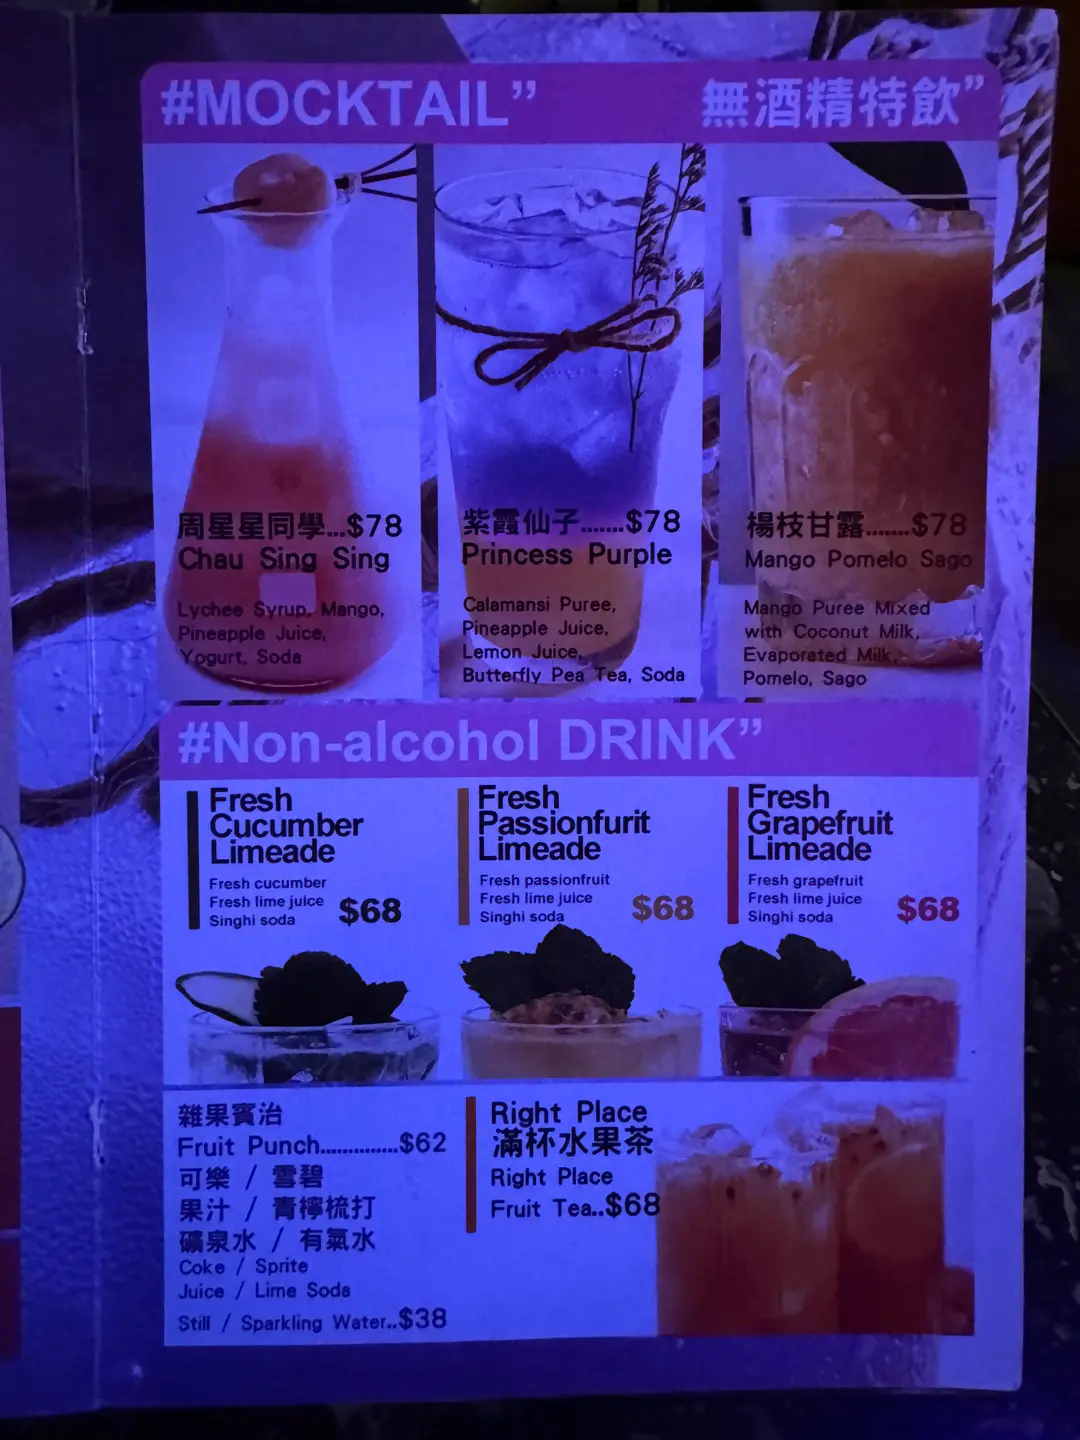 #MOCKTAIL” 無酒精特飲”
周星星同學...$78
Chau Sing Sing
Lychee Syrup, Mango,
Pineapple Juice,
Yogurt, Soda
紫霞仙子.......$78
Princess Purple
Calamansi Puree,
Pineapple Juice,
Lemon Juice,
Butterfly Pea Tea, Soda
楊枝甘露.......$78
Mango Pomelo Sago
Mango Puree Mixed
with Coconut Milk,
Evaporated Milk,
Pomelo, Sago
#Non-alcohol DRINK”
Fresh
Cucumber
Limeade
Fresh cucumber
Fresh lime juice
Singhi soda
$68
Fresh
Passionfurit
Limeade
Fresh passionfruit
Fresh lime juice
Singhi soda
$68
Fresh
Grapefruit
Limeade
Fresh grapefruit
Fresh lime juice
Singhi soda
$68
雜果賓治
Fruit Punch..............$62
可樂 / 雪碧
果汁 / 青檸梳打
礦泉水 / 有氣水
Coke / Sprite
Juice / Lime Soda
Still / Sparkling Water..$38
Right Place
滿杯水果茶
Right Place
Fruit Tea..$68